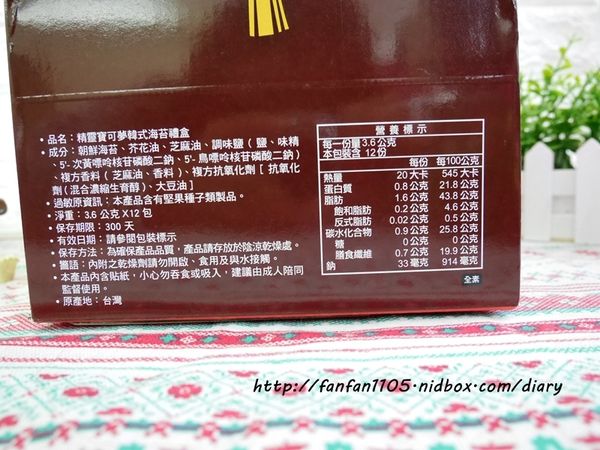 • 品名：精靈寶可夢韓式海苔禮盒
• 成分：朝鮮海苔、芥花油、芝麻油、調味鹽（鹽、味精
、5'-次黃嘌呤核苷磷酸二鈉、5'-鳥嘌呤核苷磷酸二鈉）、
複方香料（芝麻油、香料）、複方抗氧化劑［抗氧化
劑（混合濃縮生育醇）、大豆油］
• 過敏原資訊：本產品含有堅果種子類製品。
• 淨重：3.6 公克 X12 包
• 保存期限：300 天
• 有效日期：請參閱包裝標示
• 保存方法：為確保產品品質，產品請存放於陰涼乾燥處。
• 警語：內附之乾燥劑請勿開啟、食用及與水接觸。
• 本產品內含貼紙，小心勿吞食或吸入，建議由成人陪同
監督使用。
• 原產地：台灣
營養標示
每一份量3.6公克
本包裝含 12份
每份 每100公克
熱量 20 大卡 545 大卡
蛋白質 0.8 公克 21.8 公克
脂肪 1.6 公克 43.8 公克
飽和脂肪 0.2 公克 4.6 公克
反式脂肪 0.02 公克 0.5 公克
碳水化合物 0.9 公克 25.8 公克
糖 0 公克 0 公克
膳食纖維 0.7 公克 19.9 公克
鈉 33 毫克 914 毫克
全素
http://fanfan1105.nidbox.com/diary